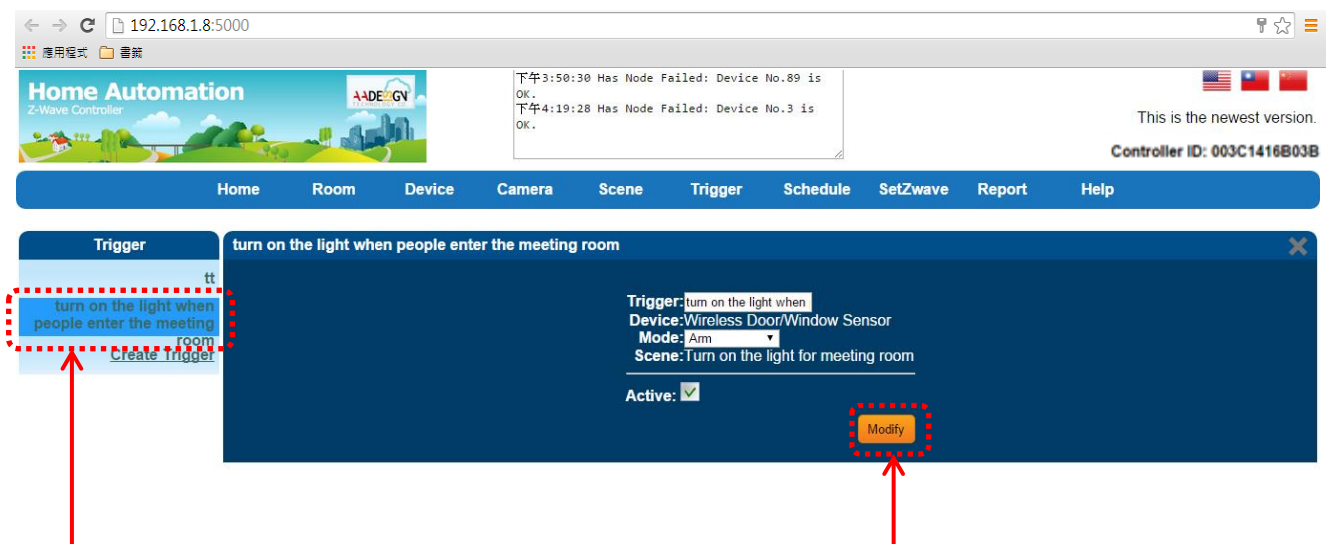 192.168.1.8:5000
應用程式 書籤
Home Automation
Z-Wave Controller
下午3:50:30 Has Node Failed: Device No.89 is
OK.
下午4:19:28 Has Node Failed: Device No.3 is
OK.
This is the newest version.
Controller ID: 003C1416B03B
Home Room Device Camera Scene Trigger Schedule SetZwave Report Help
Trigger
tt
turn on the light when
people enter the meeting
room
Create Trigger
turn on the light when people enter the meeting room
Trigger: turn on the light when
Device:Wireless Door/Window Sensor
Mode: Arm
Scene:Turn on the light for meeting room
Active:
Modify